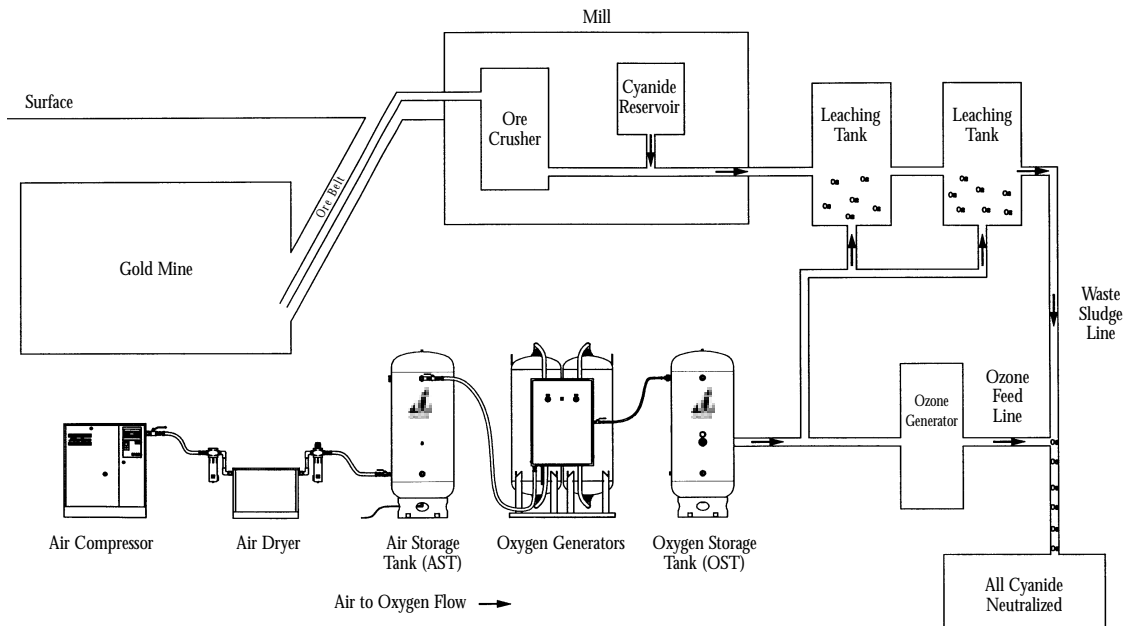 Mill
Surface
Ore
Crusher
Cyanide
Reservoir
Leaching
Tank
Leaching
Tank
Ore Belt
Gold Mine
Waste
Sludge
Line
Ozone
Generator
Ozone
Feed
Line
Air Compressor
Air Dryer
Air Storage
Tank (AST)
Oxygen Generators
Oxygen Storage
Tank (OST)
Air to Oxygen Flow
All Cyanide
Neutralized